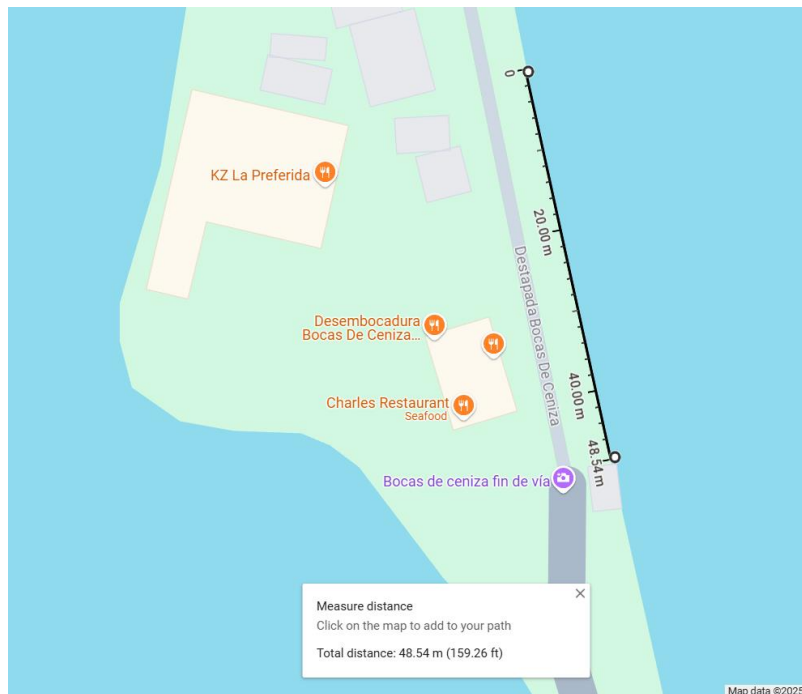 0
KZ La Preferida
20.00 m
Destapada Bocas De Ceniza
Desembocadura
Bocas De Ceniza...
40.00 m
Charles Restaurant
Seafood
48.54 m
Bocas de ceniza fin de vía
Measure distance
Click on the map to add to your path
Total distance: 48.54 m (159.26 ft)
Map data ©2025